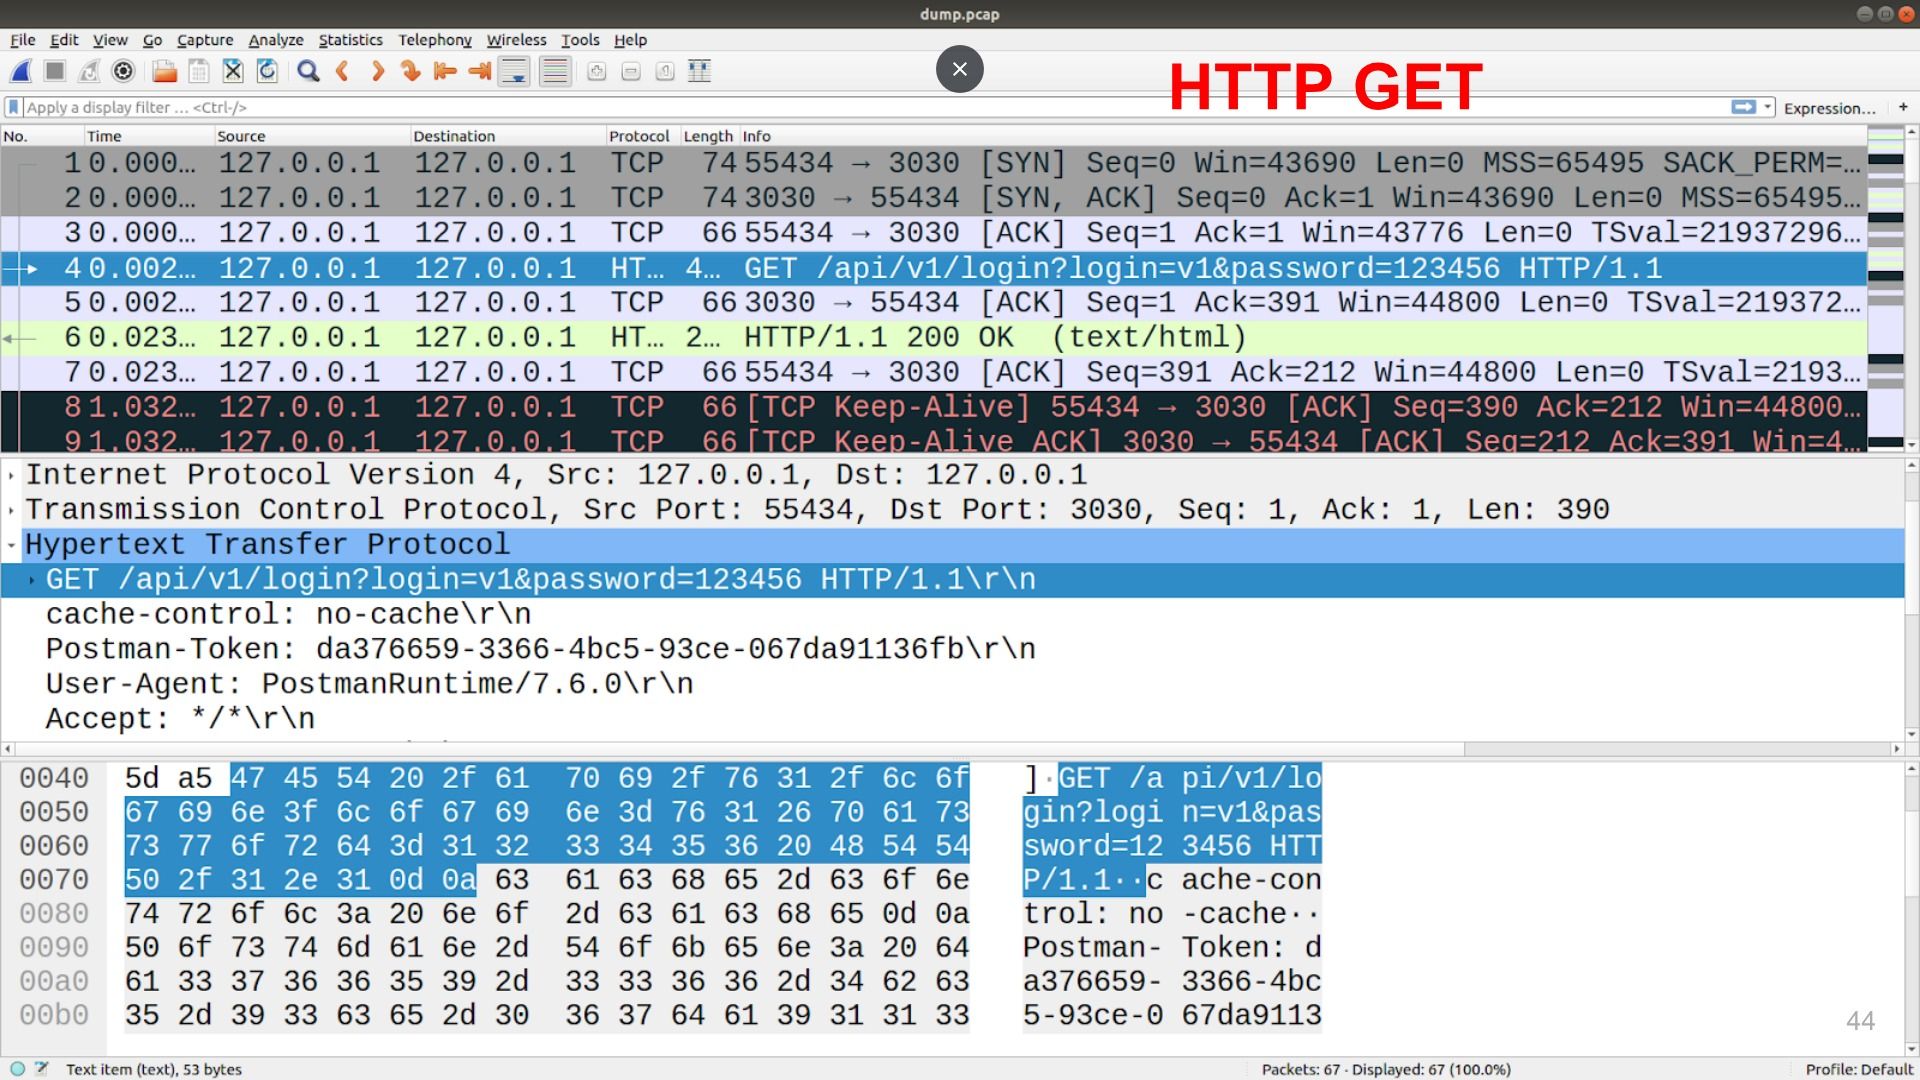 dump.pcap
File Edit View Go Capture Analyze Statistics Telephony Wireless Tools Help
HTTP GET
Apply a display filter ... <Ctrl-/>
Expression... +
No. Time Source Destination Protocol Length Info
1 0.000... 127.0.0.1 127.0.0.1 TCP 74 55434 → 3030 [SYN] Seq=0 Win=43690 Len=0 MSS=65495 SACK_PERM=...
2 0.000... 127.0.0.1 127.0.0.1 TCP 74 3030 → 55434 [SYN, ACK] Seq=0 Ack=1 Win=43690 Len=0 MSS=65495...
3 0.000... 127.0.0.1 127.0.0.1 TCP 66 55434 → 3030 [ACK] Seq=1 Ack=1 Win=43776 Len=0 TSval=21937296...
4 0.002... 127.0.0.1 127.0.0.1 HT... 4... GET /api/v1/login?login=v1&password=123456 HTTP/1.1
5 0.002... 127.0.0.1 127.0.0.1 TCP 66 3030 → 55434 [ACK] Seq=1 Ack=391 Win=44800 Len=0 TSval=219372...
6 0.023... 127.0.0.1 127.0.0.1 HT... 2... HTTP/1.1 200 OK (text/html)
7 0.023... 127.0.0.1 127.0.0.1 TCP 66 55434 → 3030 [ACK] Seq=391 Ack=212 Win=44800 Len=0 TSval=2193...
8 1.032... 127.0.0.1 127.0.0.1 TCP 66 [TCP Keep-Alive] 55434 → 3030 [ACK] Seq=390 Ack=212 Win=44800...
9 1.032... 127.0.0.1 127.0.0.1 TCP 66 [TCP Keep-Alive ACK] 3030 → 55434 [ACK] Seq=212 Ack=391 Win=4...
Internet Protocol Version 4, Src: 127.0.0.1, Dst: 127.0.0.1
Transmission Control Protocol, Src Port: 55434, Dst Port: 3030, Seq: 1, Ack: 1, Len: 390
Hypertext Transfer Protocol
GET /api/v1/login?login=v1&password=123456 HTTP/1.1\r\n
cache-control: no-cache\r\n
Postman-Token: da376659-3366-4bc5-93ce-067da91136fb\r\n
User-Agent: PostmanRuntime/7.6.0\r\n
Accept: */*\r\n
0040 5d a5 47 45 54 20 2f 61 70 69 2f 76 31 2f 6c 6f ]·GET /a pi/v1/lo
0050 67 69 6e 3f 6c 6f 67 69 6e 3d 76 31 26 70 61 73 gin?logi n=v1&pas
0060 73 77 6f 72 64 3d 31 32 33 34 35 36 20 48 54 54 sword=12 3456 HTT
0070 50 2f 31 2e 31 0d 0a 63 61 63 68 65 2d 63 6f 6e P/1.1··c ache-con
0080 74 72 6f 6c 3a 20 6e 6f 2d 63 61 63 68 65 0d 0a trol: no -cache··
0090 50 6f 73 74 6d 61 6e 2d 54 6f 6b 65 6e 3a 20 64 Postman- Token: d
00a0 61 33 37 36 36 35 39 2d 33 33 36 36 2d 34 62 63 a376659- 3366-4bc
00b0 35 2d 39 33 63 65 2d 30 36 37 64 61 39 31 31 33 5-93ce-0 67da9113
44
Text item (text), 53 bytes
Packets: 67 · Displayed: 67 (100.0%)
Profile: Default